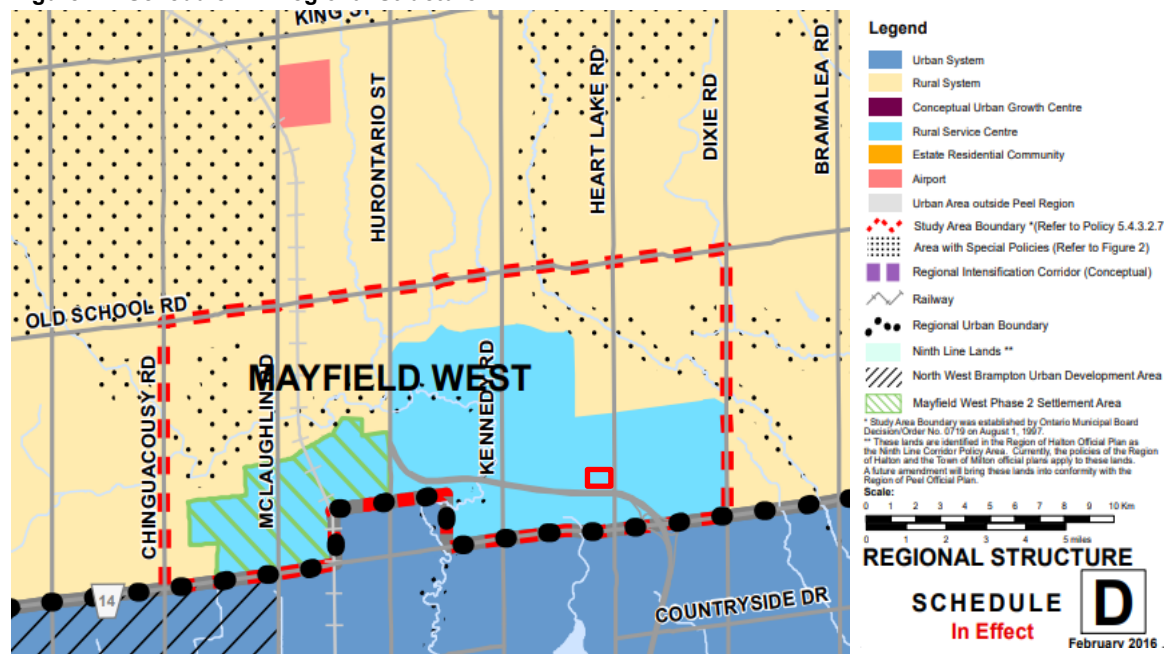 KING ST
HURONTARIO ST
HEART LAKE RD
DIXIE RD
BRAMALEA RD
OLD SCHOOL RD
MAYFIELD WEST
CHINGUACOUSY RD
MCLAUGHLIN RD
KENNEDY RD
14
COUNTRYSIDE DR
Legend
Urban System
Rural System
Conceptual Urban Growth Centre
Rural Service Centre
Estate Residential Community
Airport
Urban Area outside Peel Region
Study Area Boundary *(Refer to Policy 5.4.3.2.7
Area with Special Policies (Refer to Figure 2)
Regional Intensification Corridor (Conceptual)
Railway
Regional Urban Boundary
Ninth Line Lands **
North West Brampton Urban Development Area
Mayfield West Phase 2 Settlement Area
* Study Area Boundary was established by Ontario Municipal Board
Decision/Order No. 0719 on August 1, 1997.
** These lands are identified in the Region of Halton Official Plan as
the Ninth Line Corridor Policy Area. Currently, the policies of the Region
of Halton and the Town of Milton official plans apply to these lands.
A future amendment will bring these lands into conformity with the
Region of Peel Official Plan.
Scale:
0 1 2 3 4 5 6 7 8 9 10 Km
0 1 2 3 4 5 miles
REGIONAL STRUCTURE
SCHEDULE D
In Effect
February 2016